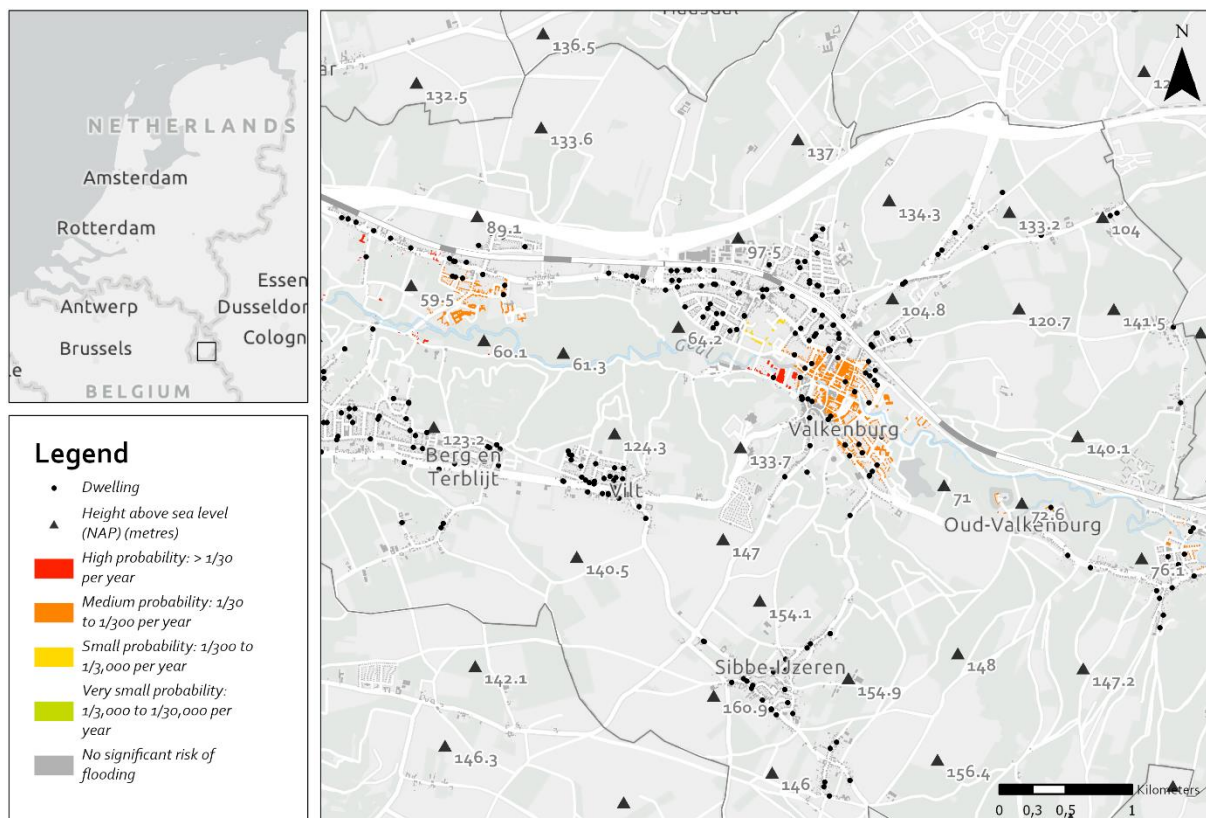 NETHERLANDS
Amsterdam
Rotterdam
Essen
Antwerp
Dusseldor
Brussels
Cologn
le
BELGIUM
Legend
Dwelling
Height above sea level
(NAP) (metres)
High probability: > 1/30
per year
Medium probability: 1/30
to 1/300 per year
Small probability: 1/300 to
1/3,000 per year
Very small probability:
1/3,000 to 1/30,000 per
year
No significant risk of
flooding
N
136.5
ar
132.5
133.6
137
134.3
133.2
104
89.1
97.5
59.5
104.8
120.7
141.5
64.2
Geul
60.1
61.3
Valkenburg
123.2
124.3
140.1
Berg en
Terblijt
133.7
Vilt
71
72.6
Oud-Valkenburg
147
140.5
76.1
154.1
Sibbe-IJzeren
148
142.1
154.9
147.2
160.9
146.3
146
156.4
Kilometers
0 0,3 0,5 1